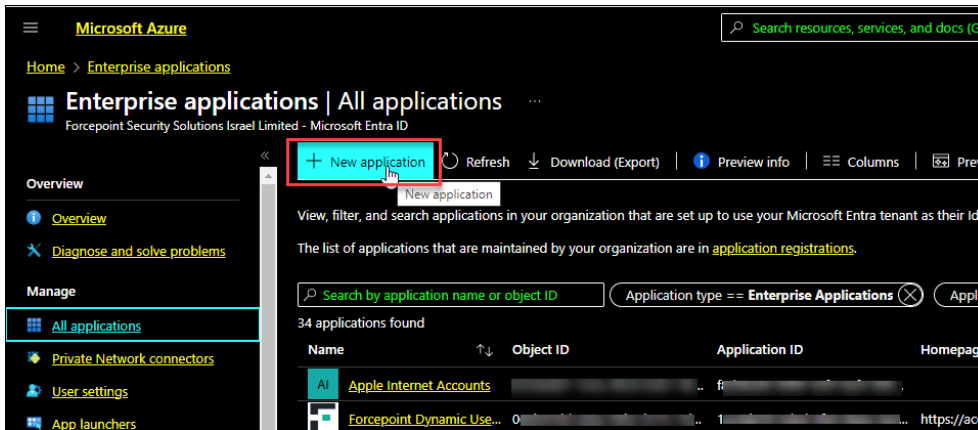 Microsoft Azure
Search resources, services, and docs (G
Home > Enterprise applications
Enterprise applications | All applications ...
Forcepoint Security Solutions Israel Limited - Microsoft Entra ID
+ New application Refresh Download (Export) Preview info Columns Pre
New application
Overview
Overview
Diagnose and solve problems
Manage
All applications
Private Network connectors
User settings
App launchers
View, filter, and search applications in your organization that are set up to use your Microsoft Entra tenant as their Id
The list of applications that are maintained by your organization are in application registrations.
Search by application name or object ID Application type == Enterprise Applications Appl
34 applications found
Name Object ID Application ID Homepag
AI Apple Internet Accounts
Forcepoint Dynamic Use... https://ac